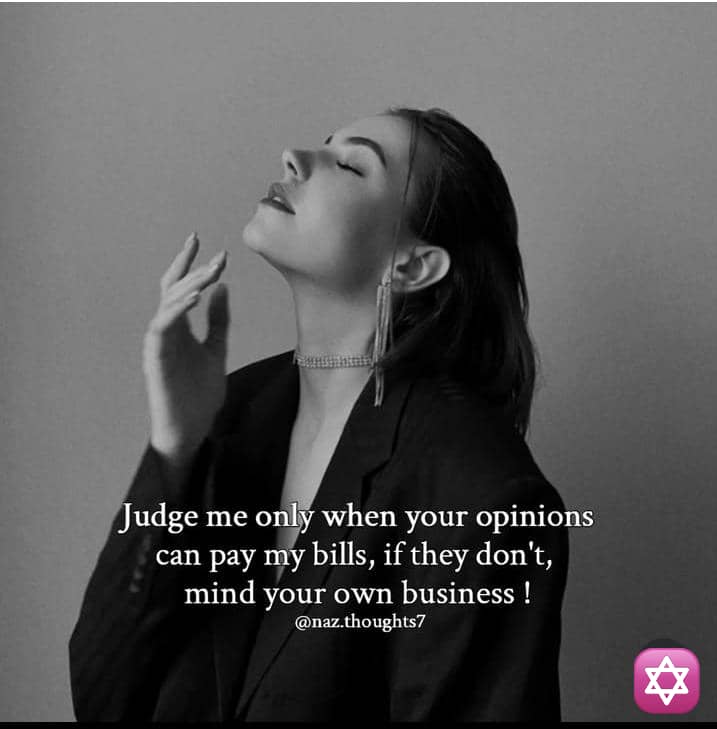 Judge me only when your opinions
can pay my bills, if they don't,
mind your own business !
@naz.thoughts7